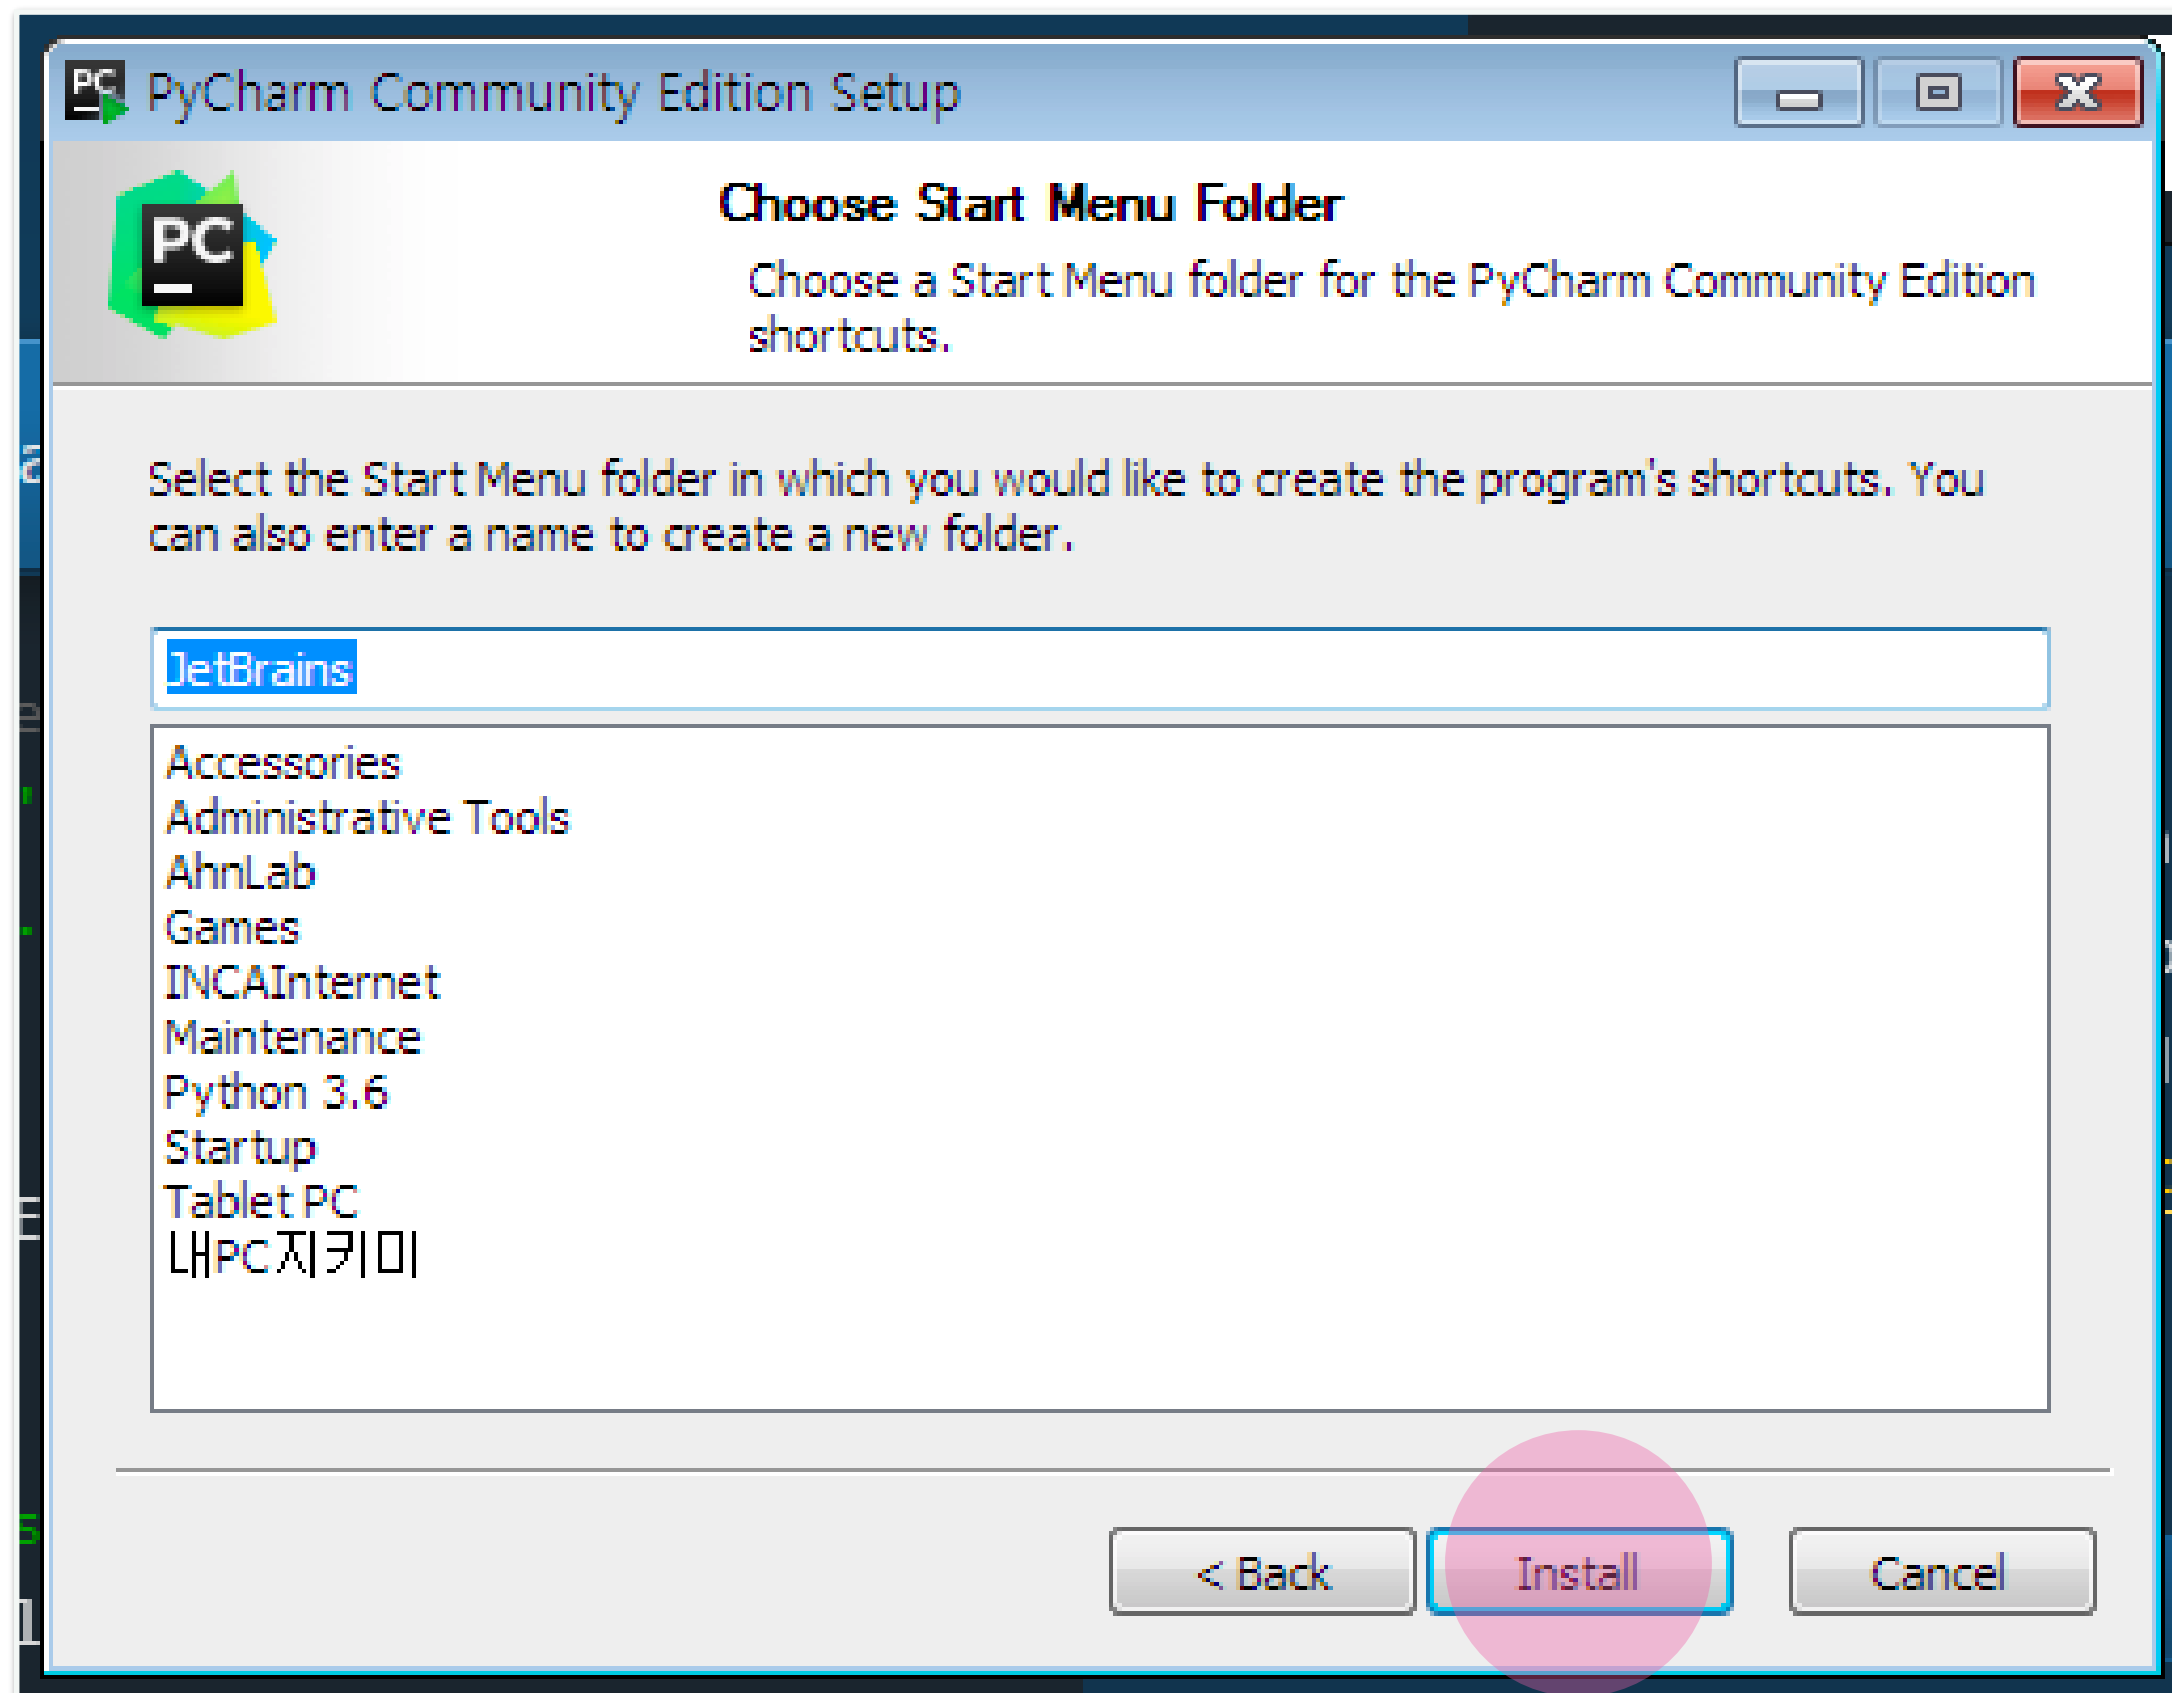 PyCharm Community Edition Setup
PC
Choose Start Menu Folder
Choose a Start Menu folder for the PyCharm Community Edition
shortcuts.
Select the Start Menu folder in which you would like to create the program's shortcuts. You
can also enter a name to create a new folder.
JetBrains
Accessories
Administrative Tools
AhnLab
Games
INCAInternet
Maintenance
Python 3.6
Startup
Tablet PC
내PC지키미
< Back
Install
Cancel